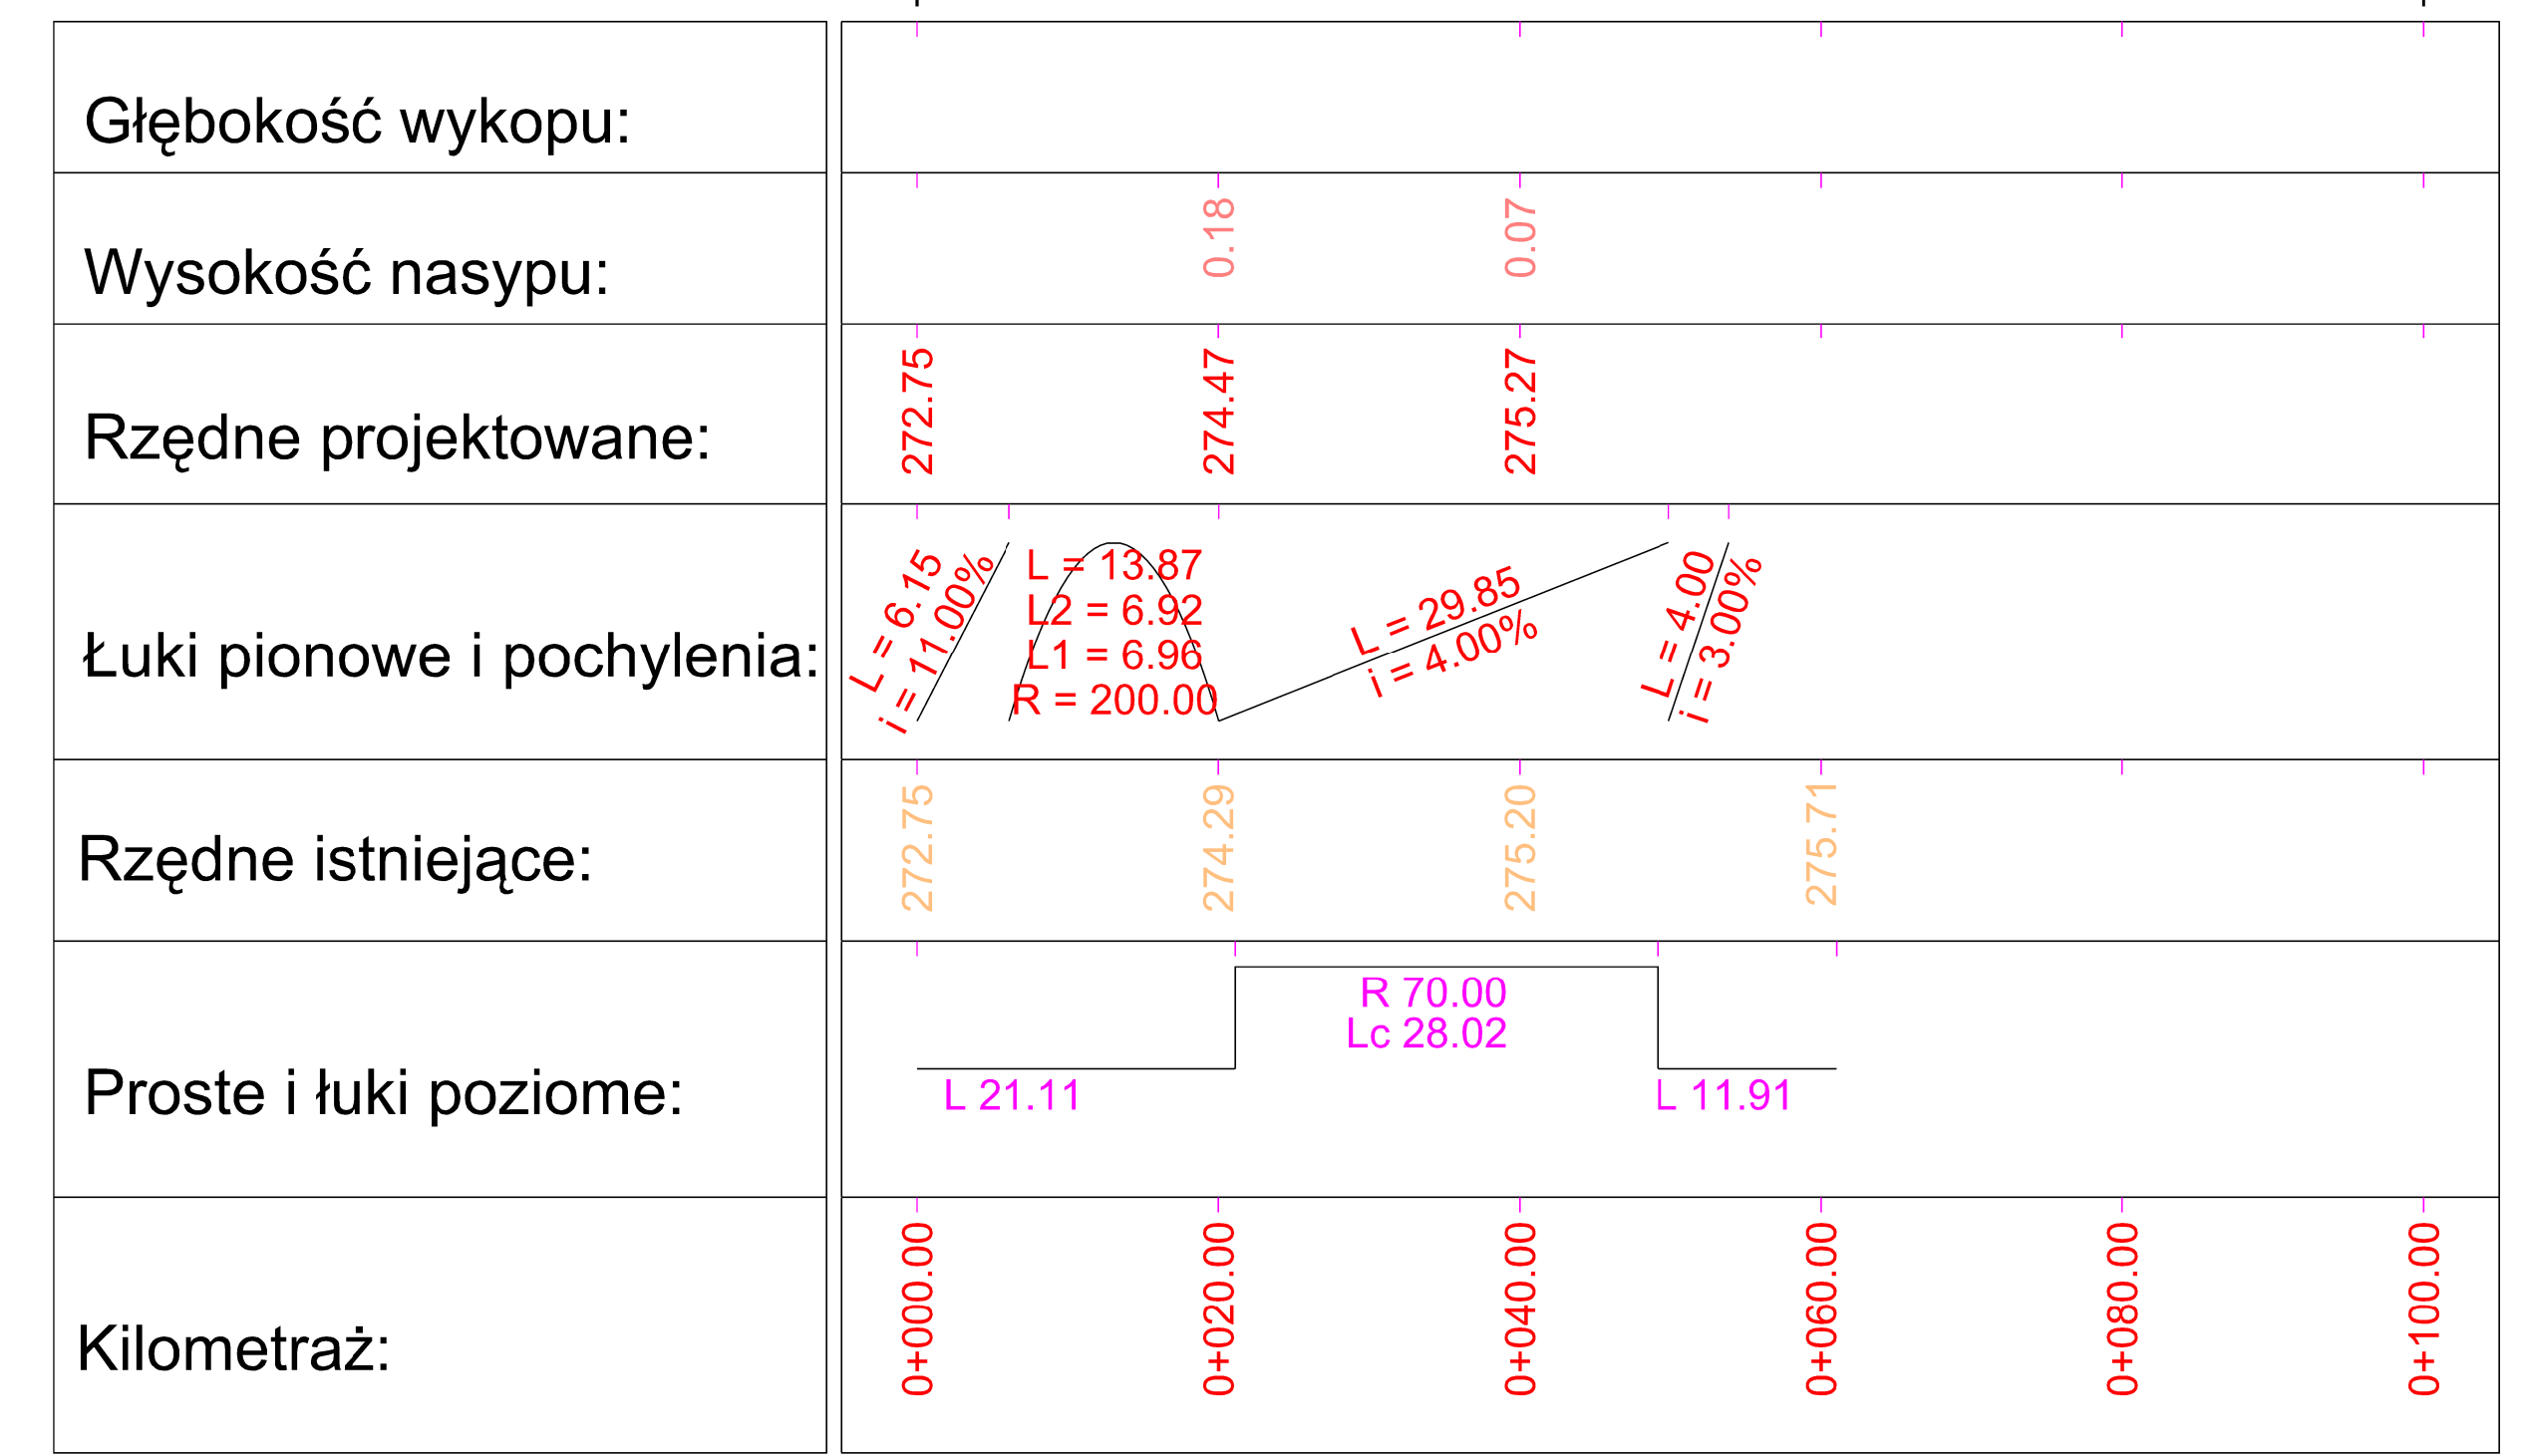 Głębokość wykopu:
Wysokość nasypu:
0.18
0.07
Rzędne projektowane:
272.75
274.47
275.27
Łuki pionowe i pochylenia:
L = 6.15
i = 11.00%
L = 13.87
L2 = 6.92
L1 = 6.96
R = 200.00
L = 29.85
i = 4.00%
L = 4.00
i = 3.00%
Rzędne istniejące:
272.75
274.29
275.20
275.71
Proste i łuki poziome:
L 21.11
R 70.00
Lc 28.02
L 11.91
Kilometraż:
0+000.00
0+020.00
0+040.00
0+060.00
0+080.00
0+100.00